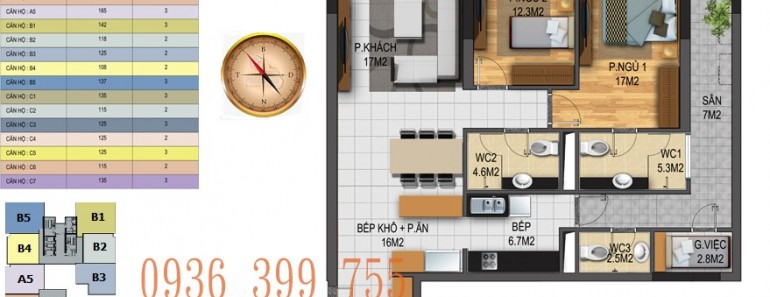 CĂN HỘ : A5 165 3
CĂN HỘ : B1 142 3
CĂN HỘ : B2 118 2
CĂN HỘ : B3 125 2
CĂN HỘ : B4 108 2
CĂN HỘ : B5 137 3
CĂN HỘ : C1 135 3
CĂN HỘ : C2 115 2
CĂN HỘ : C3 125 3
CĂN HỘ : C4 125 2
CĂN HỘ : C5 125 3
CĂN HỘ : C6 115 2
CĂN HỘ : C7 135 3
B
T
D
N
12.3M2
P.KHÁCH
17M2
P.NGỦ 1
17M2
SÂN
7M2
WC2
4.6M2
WC1
5.3M2
BẾP KHÔ + P.ĂN
16M2
BẾP
6.7M2
WC3
2.5M2
G.VIỆC
2.8M2
B5
B1
B4
B2
A5
B3
0936 399 755